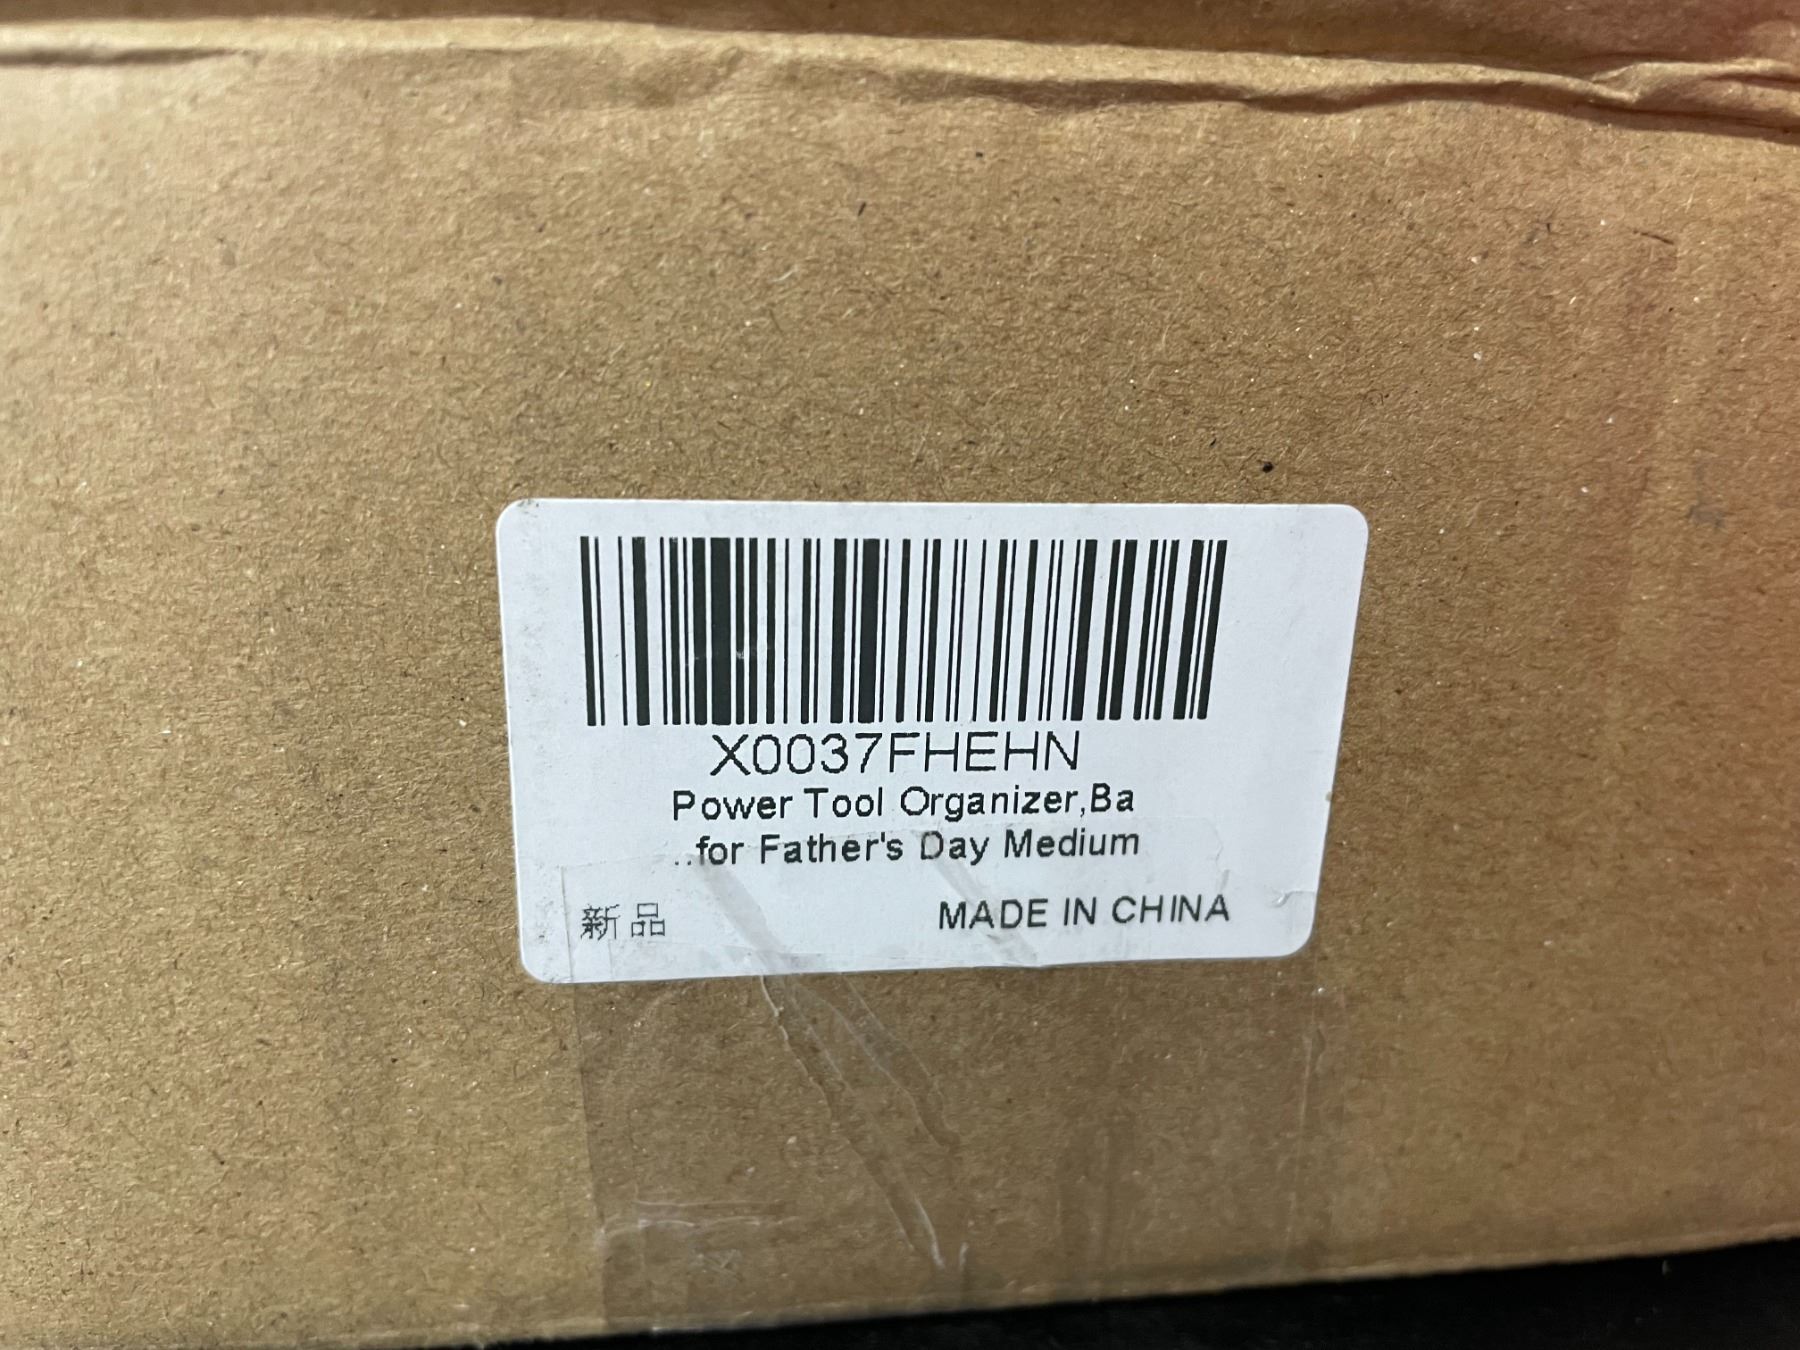 X0037FHEHN
Power Tool Organizer,Ba
..for Father's Day Medium
新品 MADE IN CHINA